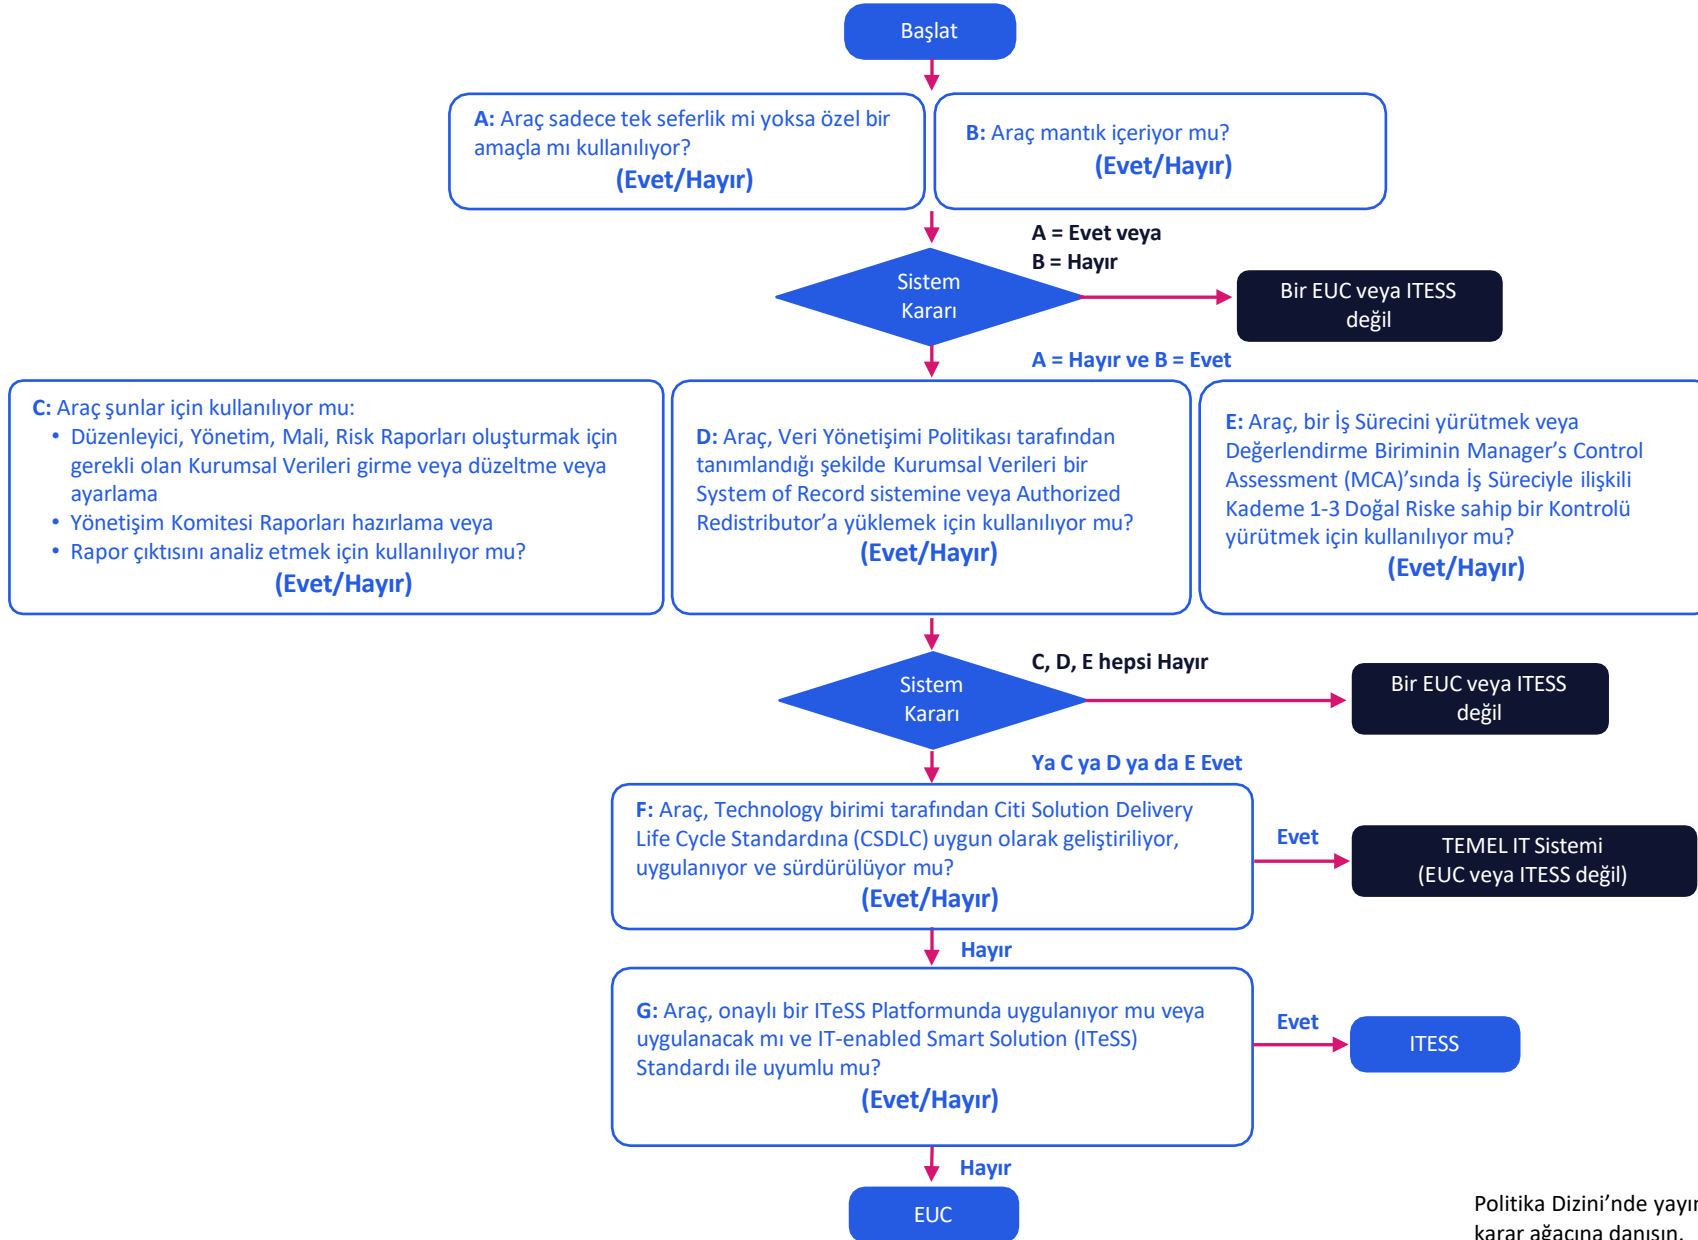 Başlat
A: Araç sadece tek seferlik mi yoksa özel bir
amaçla mı kullanılıyor?
(Evet/Hayır)
B: Araç mantık içeriyor mu?
(Evet/Hayır)
A = Evet veya
B = Hayır
Sistem
Kararı
Bir EUC veya ITESS
değil
A = Hayır ve B = Evet
C: Araç şunlar için kullanılıyor mu:
• Düzenleyici, Yönetim, Mali, Risk Raporları oluşturmak için
gerekli olan Kurumsal Verileri girme veya düzeltme veya
ayarlama
• Yönetişim Komitesi Raporları hazırlama veya
• Rapor çıktısını analiz etmek için kullanılıyor mu?
(Evet/Hayır)
D: Araç, Veri Yönetişimi Politikası tarafından
tanımlandığı şekilde Kurumsal Verileri bir
System of Record sistemine veya Authorized
Redistributor’a yüklemek için kullanılıyor mu?
(Evet/Hayır)
E: Araç, bir İş Sürecini yürütmek veya
Değerlendirme Biriminin Manager’s Control
Assessment (MCA)’sında İş Süreciyle ilişkili
Kademe 1-3 Doğal Riske sahip bir Kontrolü
yürütmek için kullanılıyor mu?
(Evet/Hayır)
C, D, E hepsi Hayır
Sistem
Kararı
Bir EUC veya ITESS
değil
Ya C ya D ya da E Evet
F: Araç, Technology birimi tarafından Citi Solution Delivery
Life Cycle Standardına (CSDLC) uygun olarak geliştiriliyor,
uygulanıyor ve sürdürülüyor mu?
(Evet/Hayır)
Evet
TEMEL IT Sistemi
(EUC veya ITESS değil)
Hayır
G: Araç, onaylı bir ITeSS Platformunda uygulanıyor mu veya
uygulanacak mı ve IT-enabled Smart Solution (ITeSS)
Standardı ile uyumlu mu?
(Evet/Hayır)
Evet
ITESS
Hayır
EUC
Politika Dizini’nde
karar ağacına danışın.